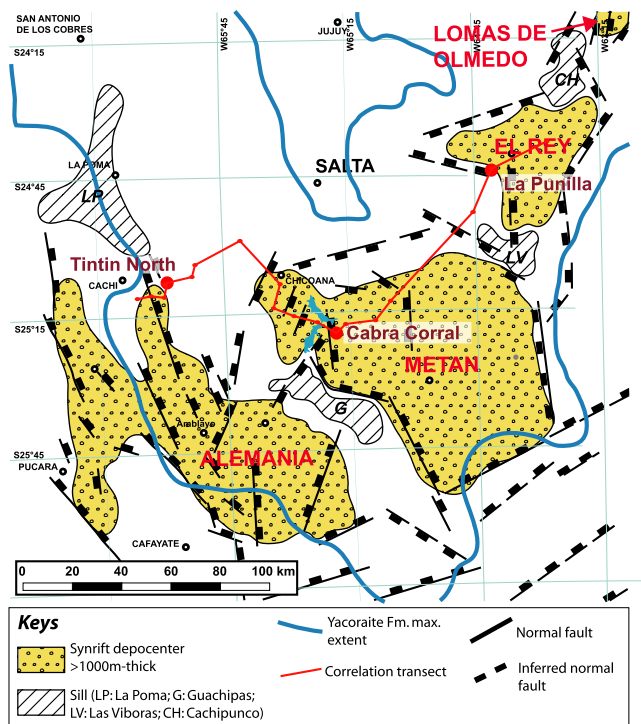 SAN ANTONIO
DE LOS COBRES
S24°15
W65°45
JUJUY
W65°15
LOMAS DE
OLMEDO
W64°45
W64°15
CH
EL REY
La Punilla
SALTA
S24°45
LA POMA
LP
LV
Tintin North
CACHI
CHICOANA
S25°15
Cabra Corral
METAN
G
Amblayo
ALEMANIA
S25°45
PUCARA
CAFAYATE
0 20 40 60 80 100 km
Keys
Synrift depocenter
>1000m-thick
Sill (LP: La Poma; G: Guachipas;
LV: Las Viboras; CH: Cachipunco)
Yacoraite Fm. max.
extent
Correlation transect
Normal fault
Inferred normal
fault